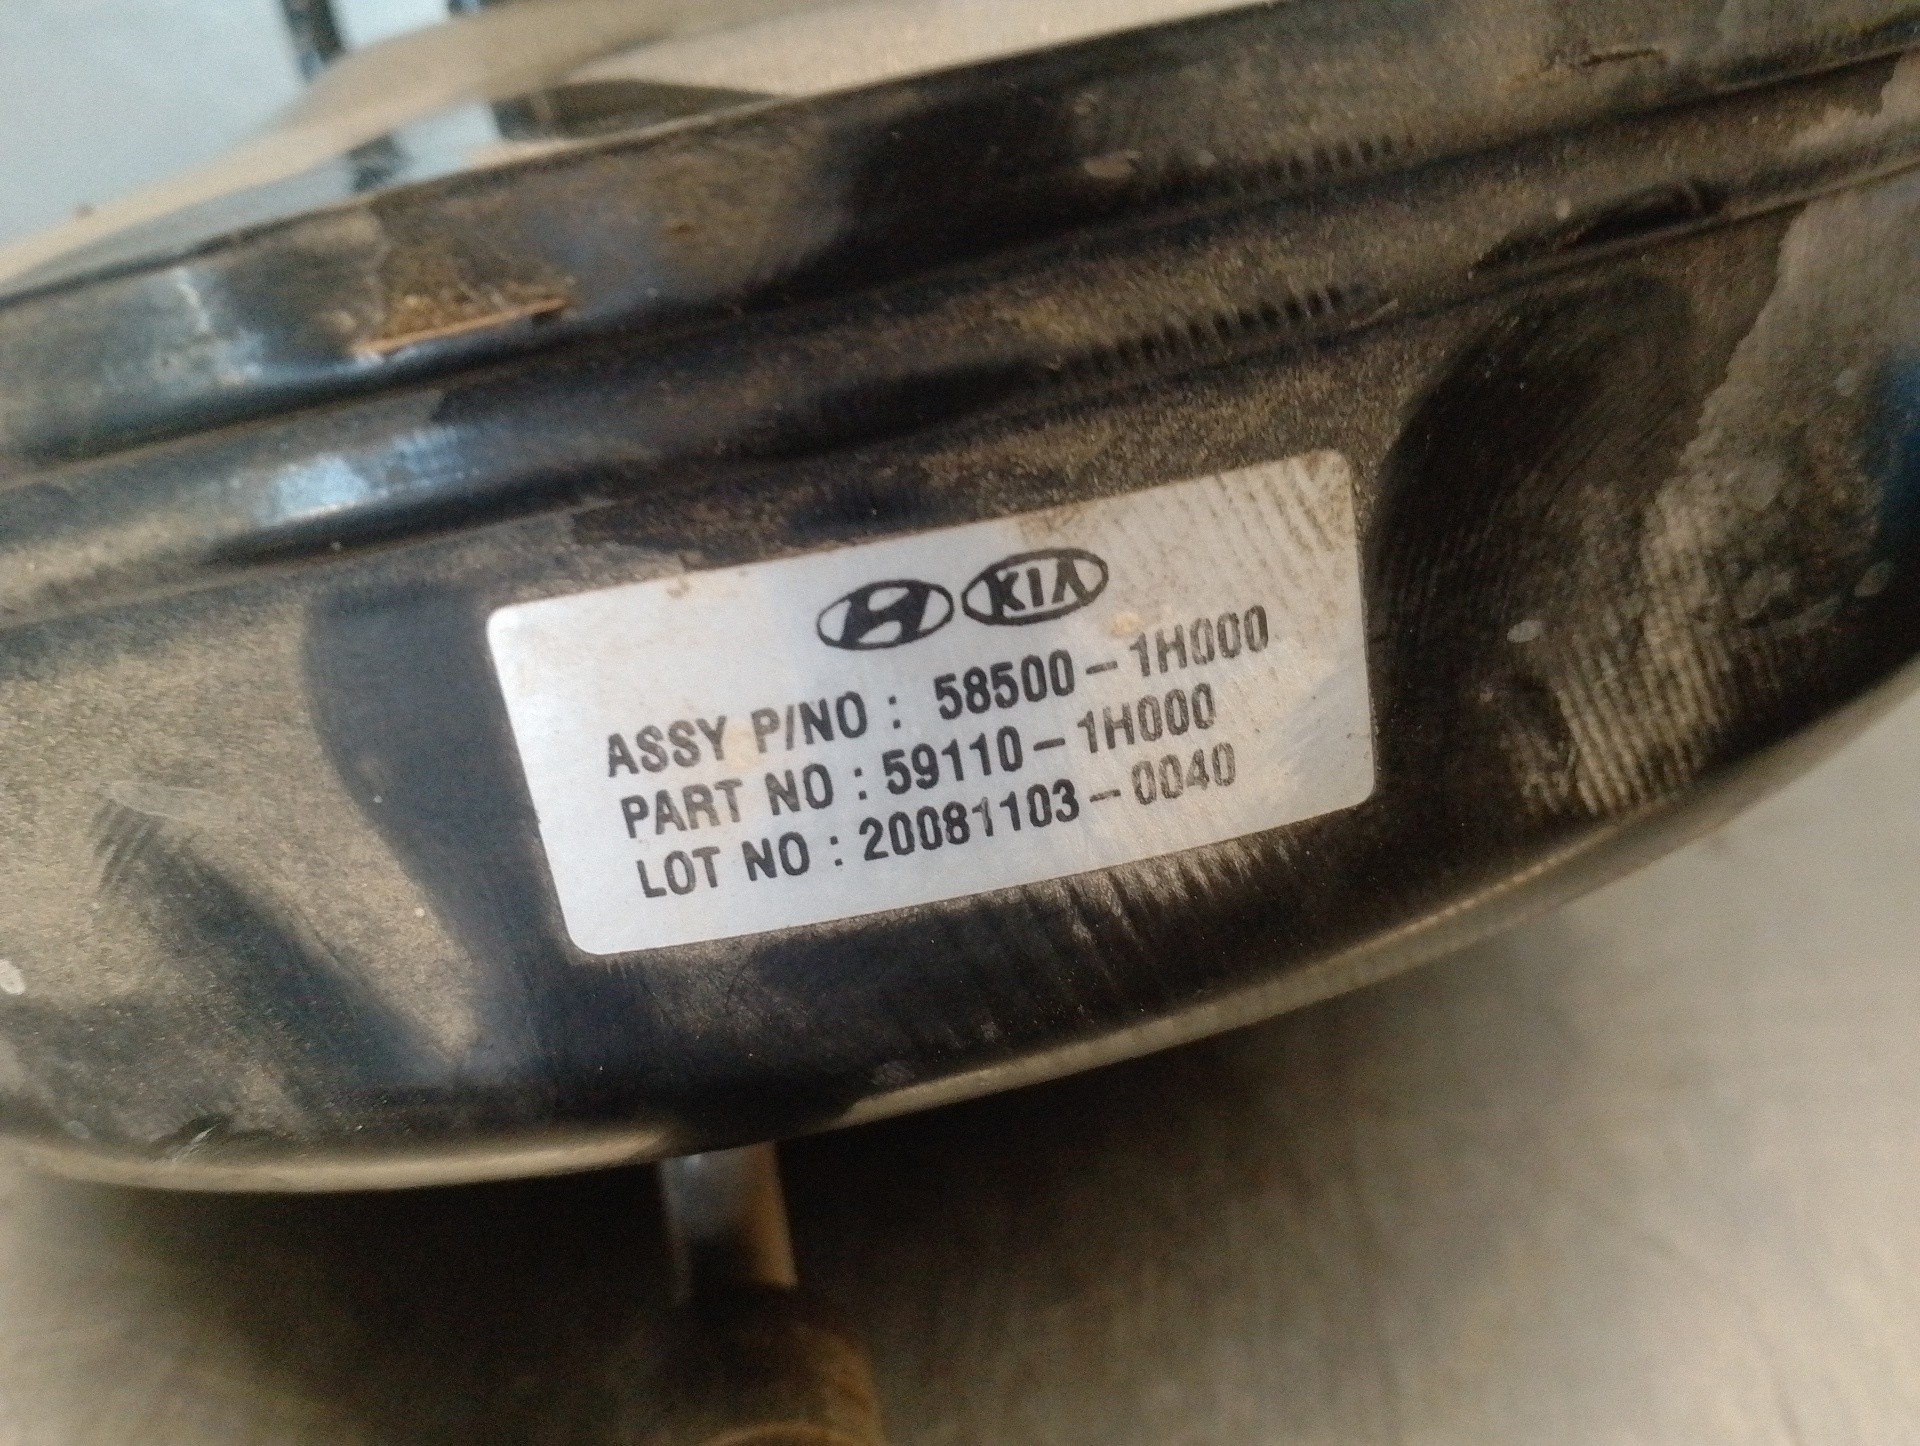 KIA
ASSY P/NO : 58500-1H000
PART NO : 59110-1H000
LOT NO : 20081103-0040